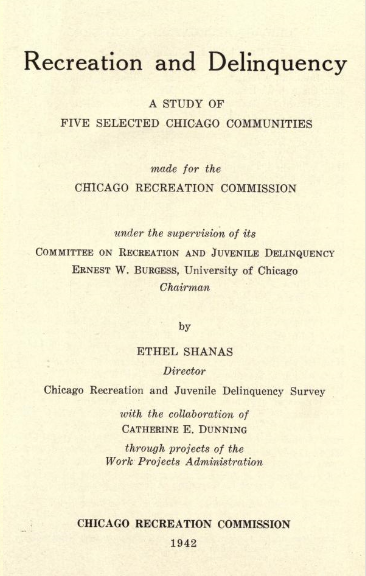 Recreation and Delinquency
A STUDY OF
FIVE SELECTED CHICAGO COMMUNITIES
made for the
CHICAGO RECREATION COMMISSION
under the supervision of its
COMMITTEE ON RECREATION AND JUVENILE DELINQUENCY
ERNEST W. BURGESS, University of Chicago
Chairman
by
ETHEL SHANAS
Director
Chicago Recreation and Juvenile Delinquency Survey
with the collaboration of
CATHERINE E. DUNNING
through projects of the
Work Projects Administration
CHICAGO RECREATION COMMISSION
1942